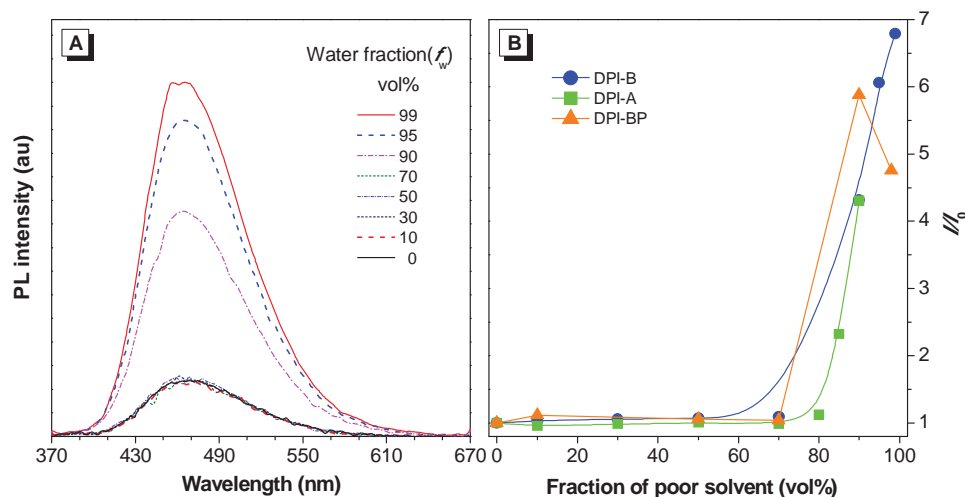 A
Water fraction(fw)
vol%
99
95
90
70
50
30
10
0
PL intensity (au)
370 430 490 550 610 670
Wavelength (nm)
B
DPI-B
DPI-A
DPI-BP
7
6
5
4
3
2
1
I/I0
0 20 40 60 80 100
Fraction of poor solvent (vol%)